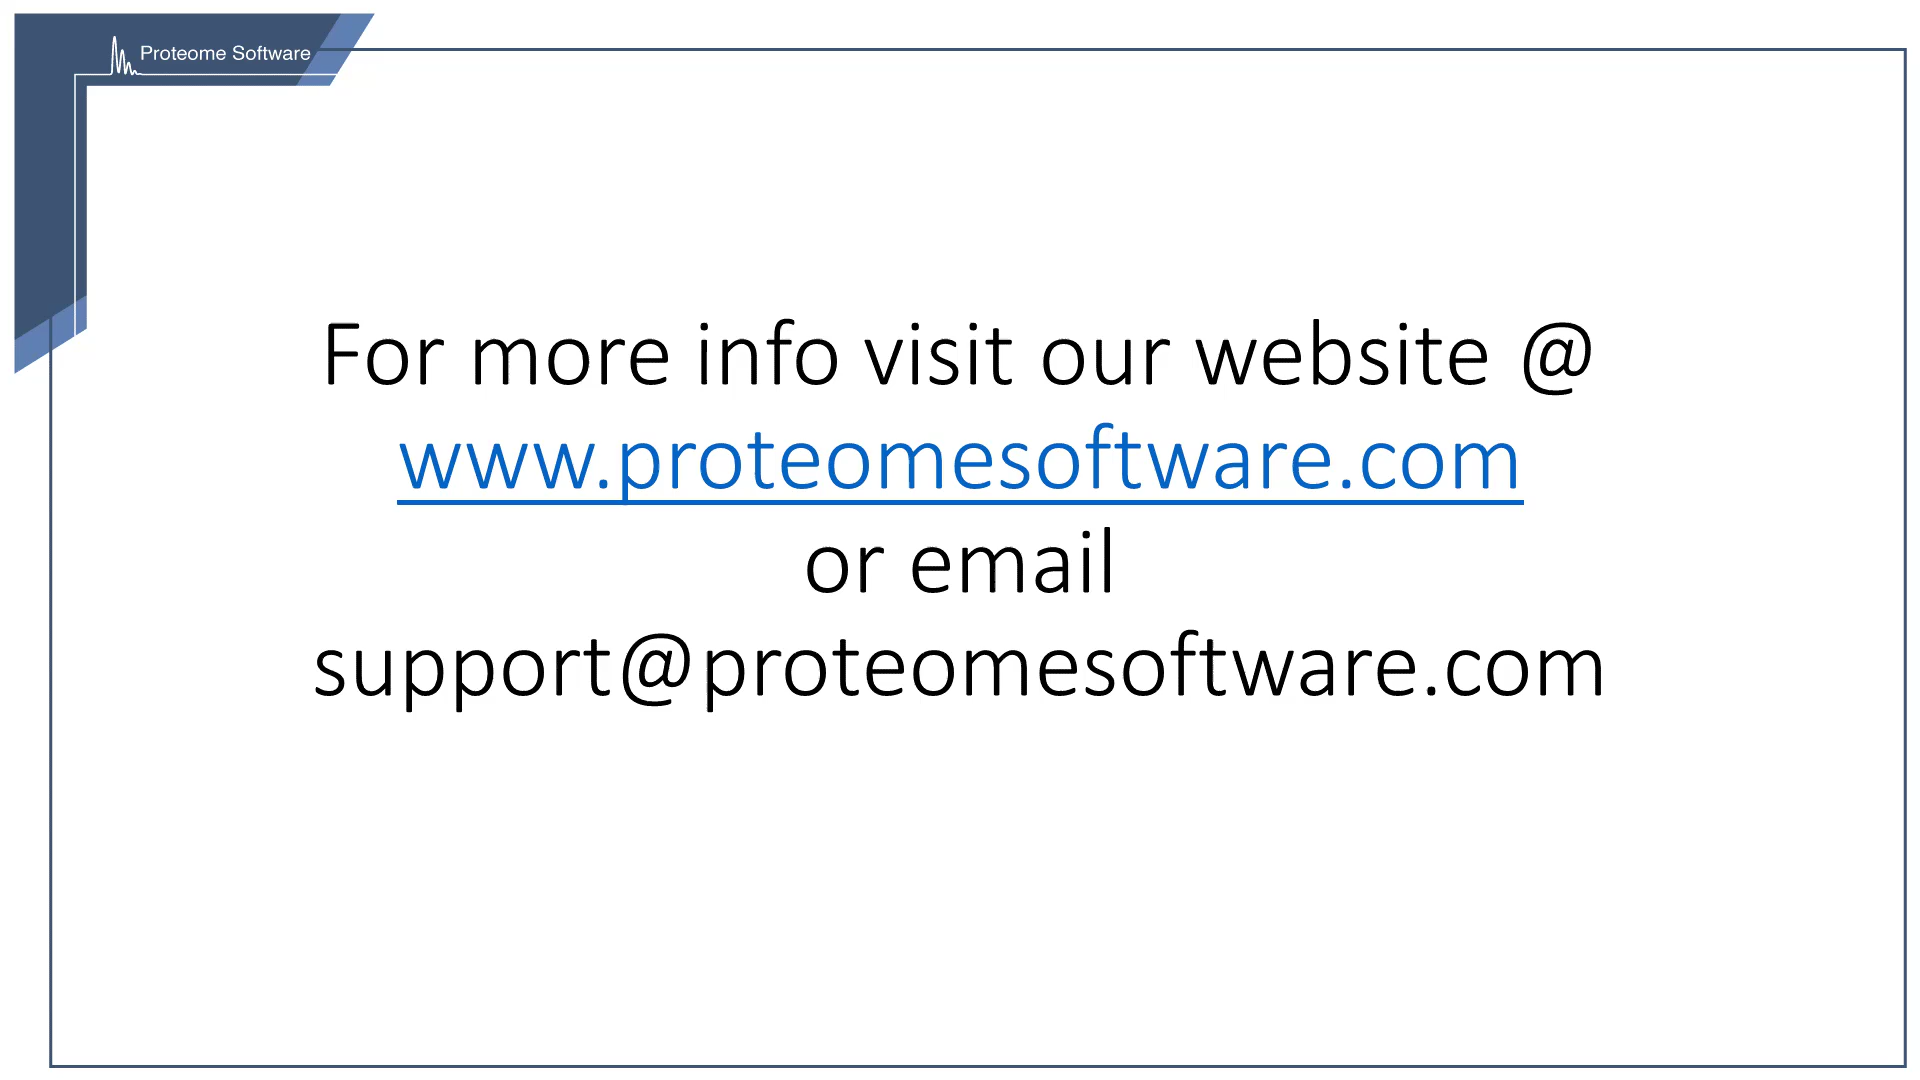 Proteome Software
For more info visit our website @
www.proteomesoftware.com
or email
support@proteomesoftware.com